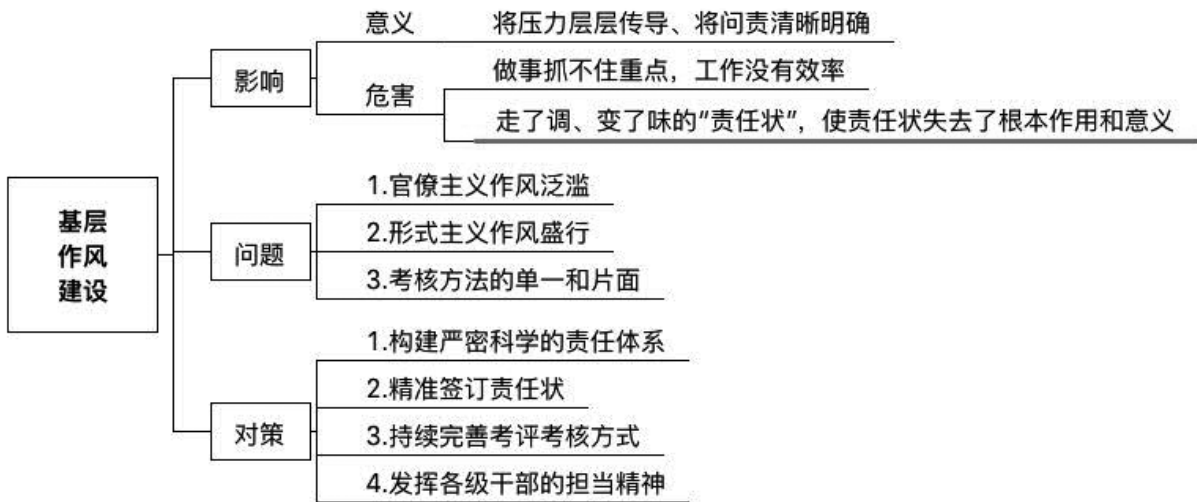 基层
作风
建设
影响
意义
将压力层层传导、将问责清晰明确
危害
做事抓不住重点，工作没有效率
走了调、变了味的"责任状"，使责任状失去了根本作用和意义
问题
1.官僚主义作风泛滥
2.形式主义作风盛行
3.考核方法的单一和片面
对策
1.构建严密科学的责任体系
2.精准签订责任状
3.持续完善考评考核方式
4.发挥各级干部的担当精神